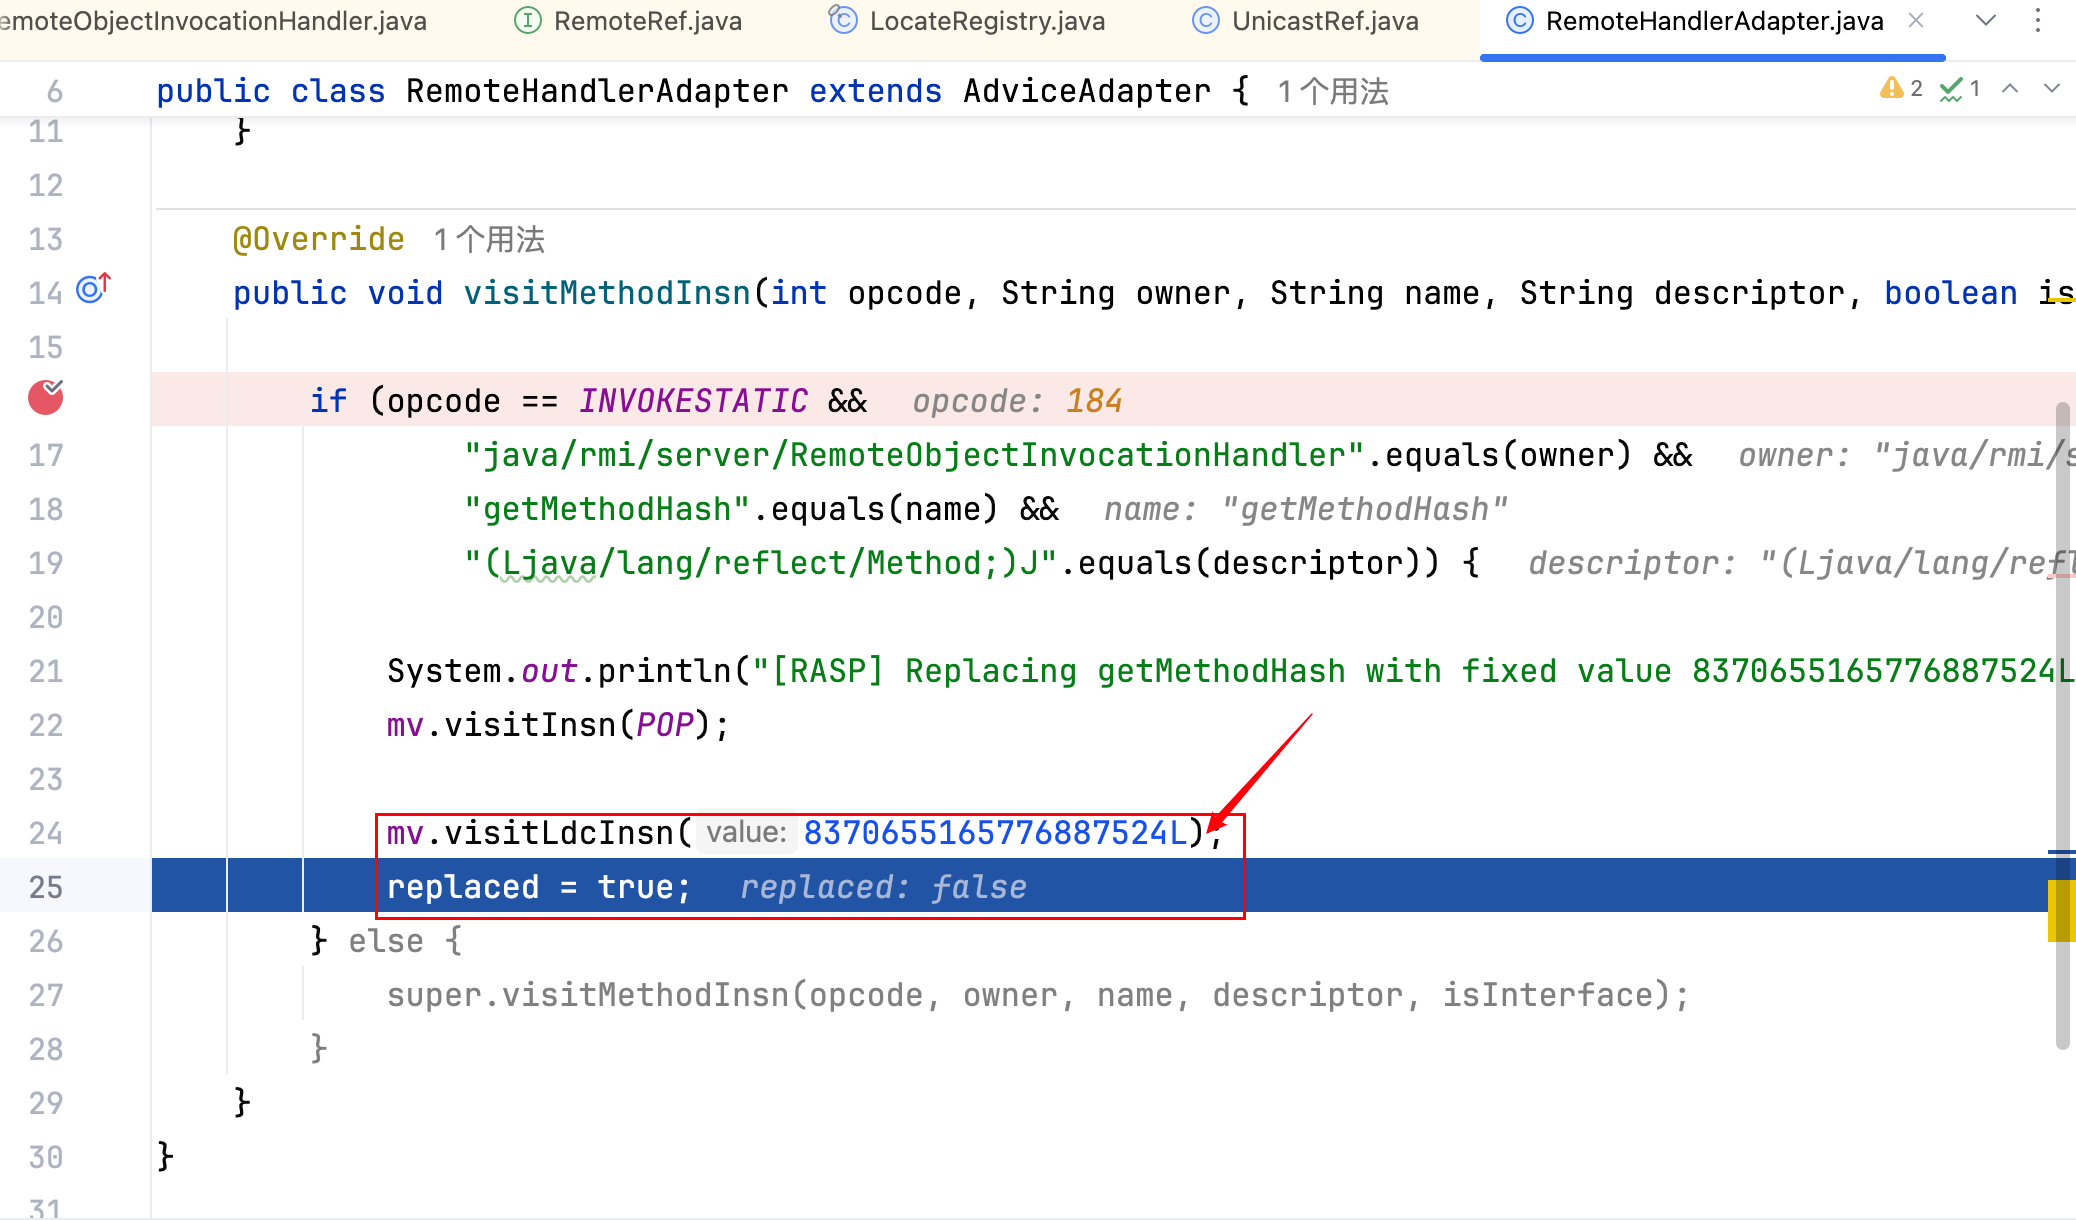 emoteObjectInvocationHandler.java RemoteRef.java LocateRegistry.java UnicastRef.java RemoteHandlerAdapter.java
6 public class RemoteHandlerAdapter extends AdviceAdapter { 1个用法 2 1
11 }
12
13 @Override 1个用法
14 public void visitMethodInsn(int opcode, String owner, String name, String descriptor, boolean is
15
if (opcode == INVOKESTATIC && opcode: 184
17 "java/rmi/server/RemoteObjectInvocationHandler".equals(owner) && owner: "java/rmi/s
18 "getMethodHash".equals(name) && name: "getMethodHash"
19 "(Ljava/lang/reflect/Method;)J".equals(descriptor)) { descriptor: "(Ljava/lang/refl
20
21 System.out.println("[RASP] Replacing getMethodHash with fixed value 8370655165776887524L
22 mv.visitInsn(POP);
23
24 mv.visitLdcInsn( value: 8370655165776887524L);
25 replaced = true; replaced: false
26 } else {
27 super.visitMethodInsn(opcode, owner, name, descriptor, isInterface);
28 }
29 }
30 }
31